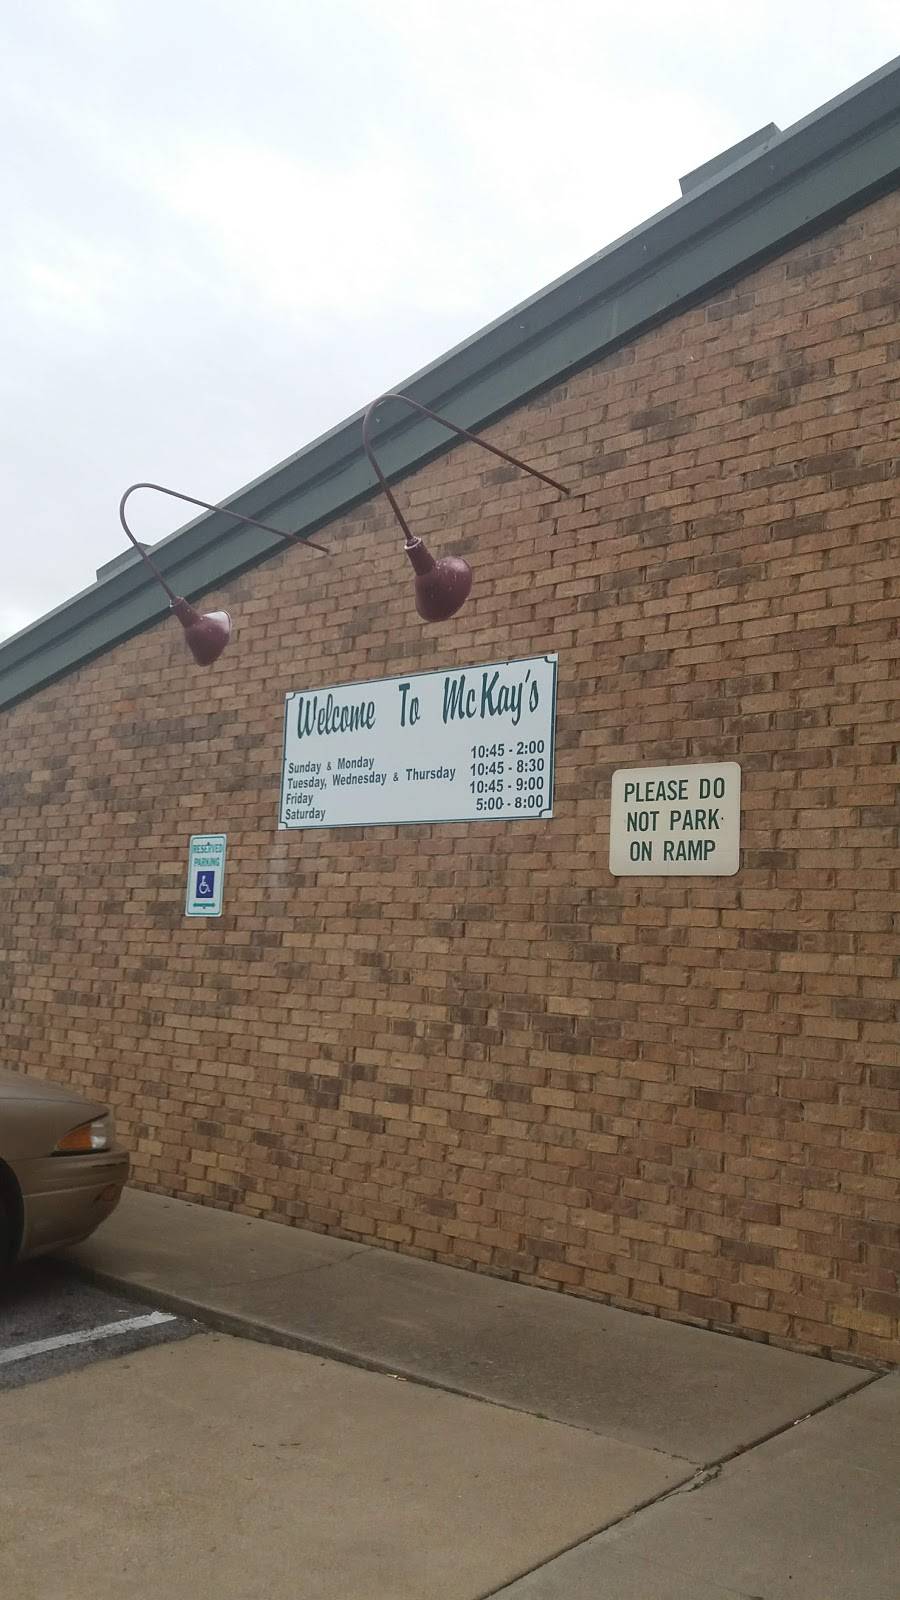 Welcome To McKay's
Sunday & Monday 10:45 - 2:00
Tuesday, Wednesday & Thursday 10:45 - 8:30
Friday 10:45 - 9:00
Saturday 5:00 - 8:00
PLEASE DO
NOT PARK
ON RAMP
RESERVED
PARKING